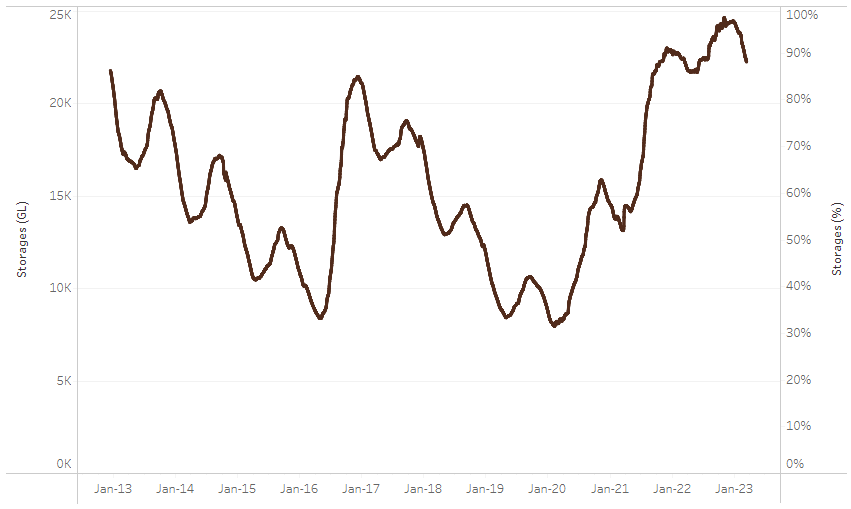 25K
20K
15K
10K
5K
0K
Storages (GL)
100%
90%
80%
70%
60%
50%
40%
30%
20%
10%
0%
Storages (%)
Jan-13 Jan-14 Jan-15 Jan-16 Jan-17 Jan-18 Jan-19 Jan-20 Jan-21 Jan-22 Jan-23